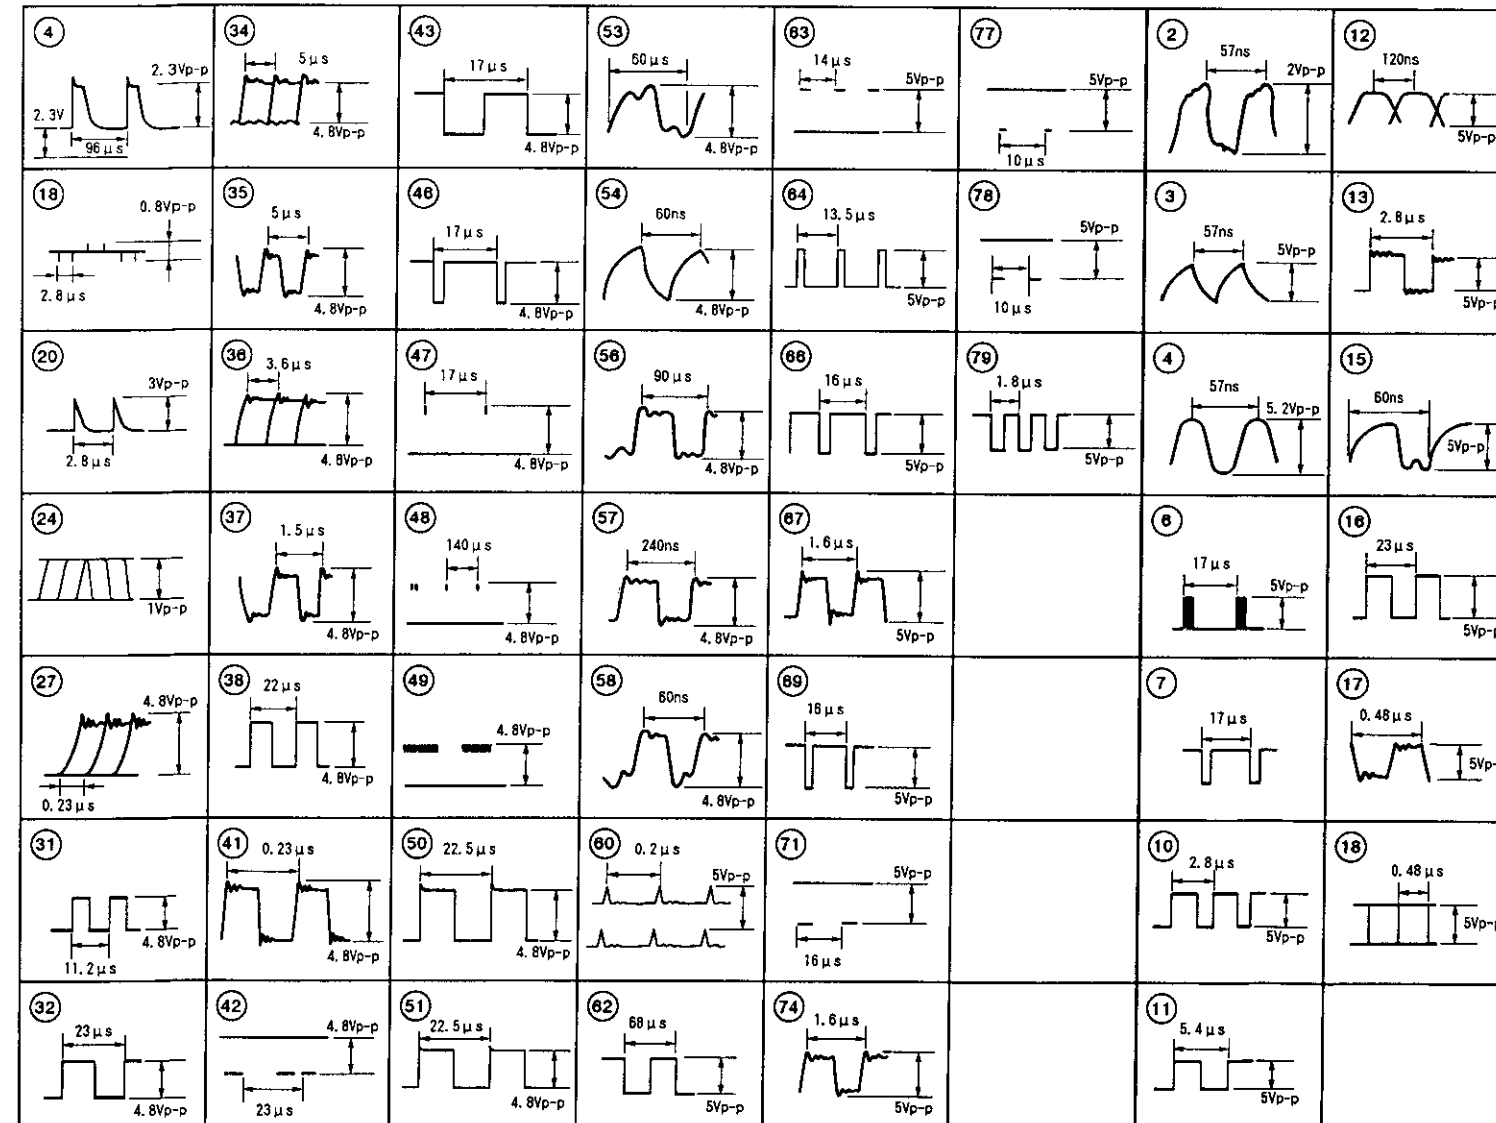 4
2.3Vp-p
2.3V
96μs
34
5μs
4.8Vp-p
43
17μs
4.8Vp-p
53
60μs
4.8Vp-p
63
14μs
5Vp-p
77
5Vp-p
10μs
2
57ns
2Vp-p
12
120ns
5Vp-p
18
0.8Vp-p
2.8μs
35
5μs
4.8Vp-p
46
17μs
4.8Vp-p
54
60ns
4.8Vp-p
64
13.5μs
5Vp-p
78
5Vp-p
10μs
3
57ns
5Vp-p
13
2.8μs
5Vp-p
20
3Vp-p
2.8μs
36
3.6μs
4.8Vp-p
47
17μs
4.8Vp-p
56
90μs
4.8Vp-p
66
16μs
5Vp-p
79
1.8μs
5Vp-p
4
57ns
5.2Vp-p
15
60ns
5Vp-p
24
1Vp-p
37
1.5μs
4.8Vp-p
48
140μs
4.8Vp-p
57
240ns
4.8Vp-p
67
1.6μs
5Vp-p
6
17μs
5Vp-p
16
23μs
5Vp-p
27
4.8Vp-p
0.23μs
38
22μs
4.8Vp-p
49
4.8Vp-p
58
60ns
4.8Vp-p
69
16μs
5Vp-p
7
17μs
17
0.48μs
5Vp-
31
4.8Vp-p
11.2μs
41
0.23μs
4.8Vp-p
50
22.5μs
4.8Vp-p
60
0.2μs
5Vp-p
71
5Vp-p
16μs
10
2.8μs
5Vp-p
18
0.48μs
5Vp-p
32
23μs
4.8Vp-p
42
4.8Vp-p
23μs
51
22.5μs
4.8Vp-p
62
68μs
5Vp-p
74
1.6μs
5Vp-p
11
5.4μs
5Vp-p